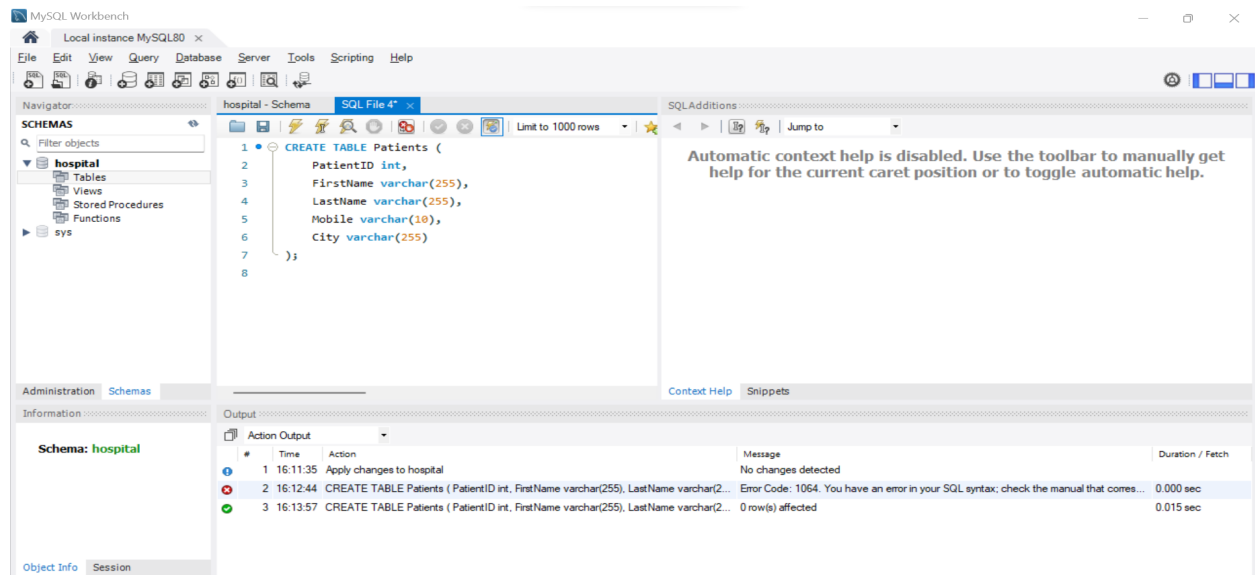 MySQL Workbench
Local instance MySQL80
File Edit View Query Database Server Tools Scripting Help
Navigator
SCHEMAS
Filter objects
hospital
Tables
Views
Stored Procedures
Functions
sys
Administration Schemas
Information
Schema: hospital
Object Info Session
hospital - Schema SQL File 4*
Limit to 1000 rows
1 CREATE TABLE Patients (
2 PatientID int,
3 FirstName varchar(255),
4 LastName varchar(255),
5 Mobile varchar(10),
6 City varchar(255)
7 );
8
SQLAdditions
Jump to
Automatic context help is disabled. Use the toolbar to manually get
help for the current caret position or to toggle automatic help.
Context Help Snippets
Output
Action Output
# Time Action Message Duration / Fetch
1 16:11:35 Apply changes to hospital No changes detected
2 16:12:44 CREATE TABLE Patients ( PatientID int, FirstName varchar(255), LastName varchar(2... Error Code: 1064. You have an error in your SQL syntax; check the manual that corres... 0.000 sec
3 16:13:57 CREATE TABLE Patients ( PatientID int, FirstName varchar(255), LastName varchar(2... 0 row(s) affected 0.015 sec